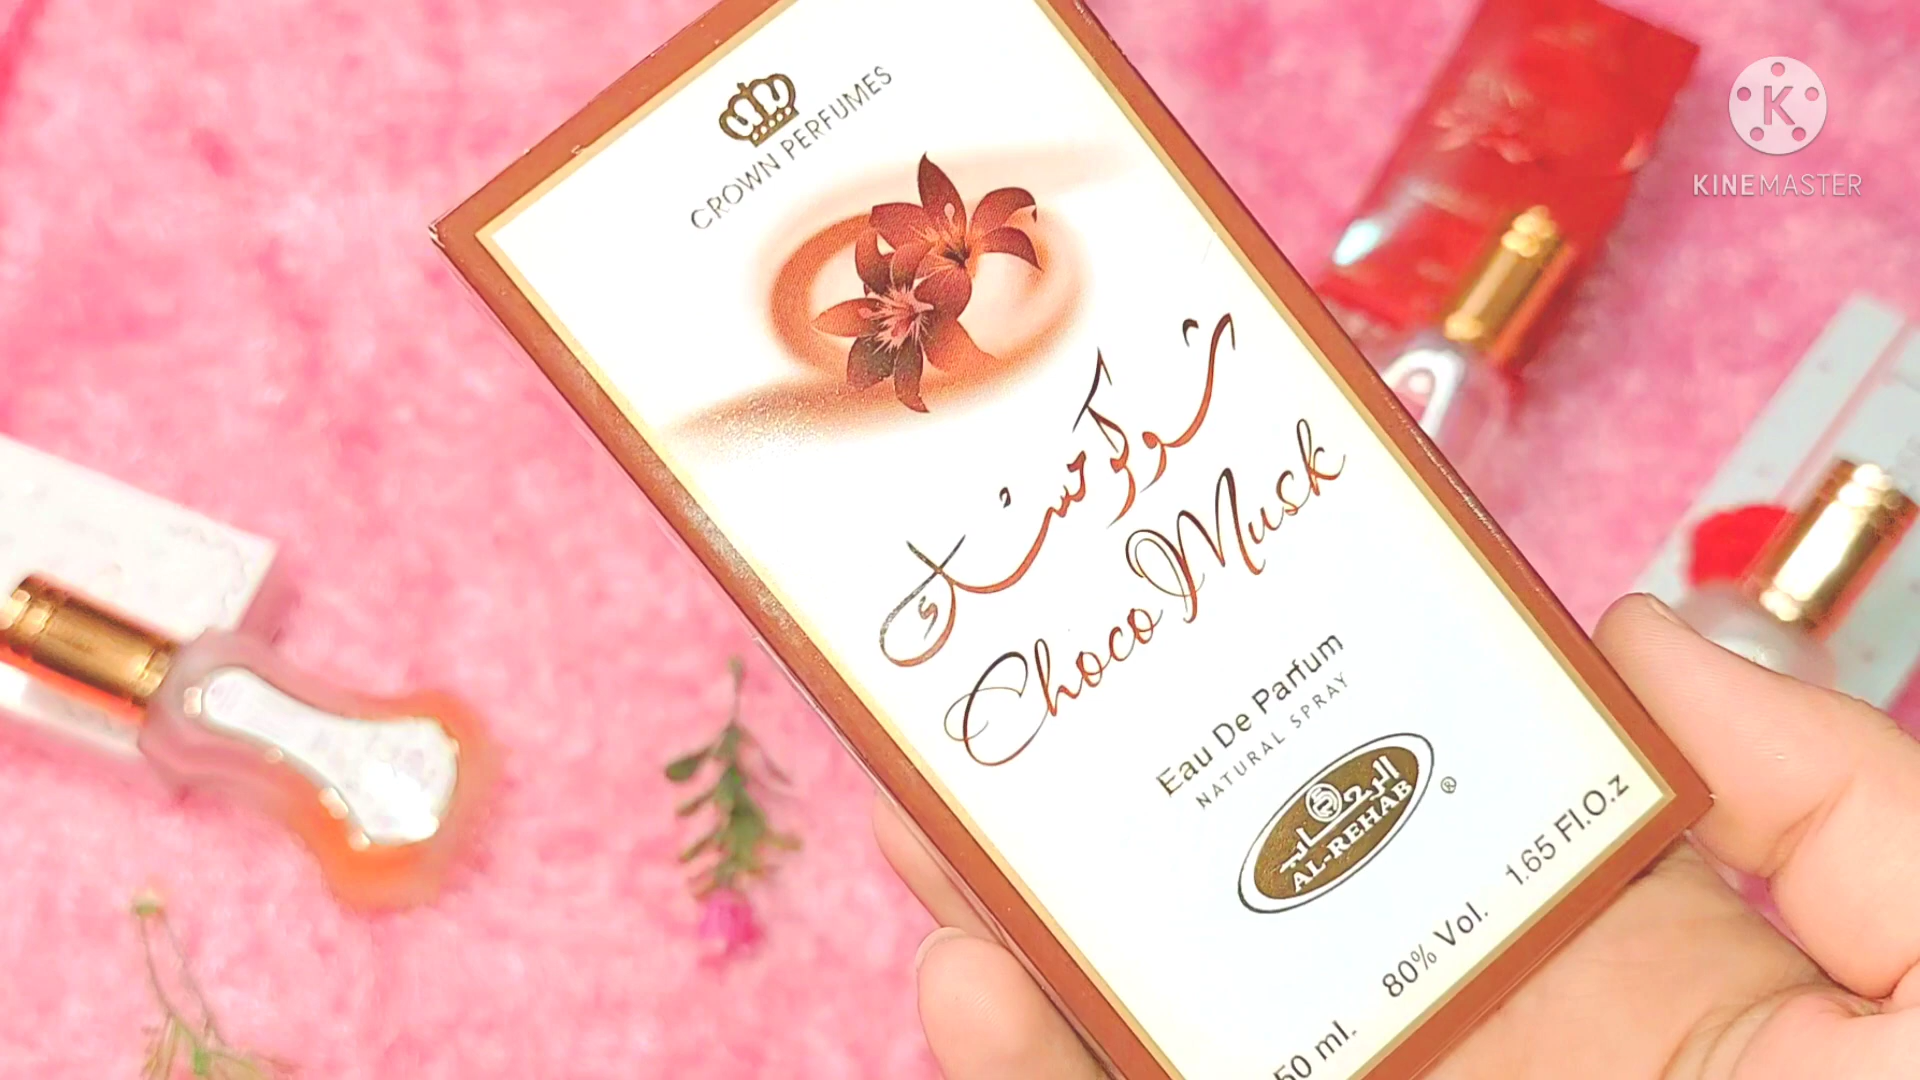 CROWN PERFUMES
شوكو مسك
Choco Musk
Eau De Parfum
NATURAL SPRAY
الرحاب
AL-REHAB
®
50 ml. 80% Vol. 1.65 Fl.O.z
K
KINEMASTER